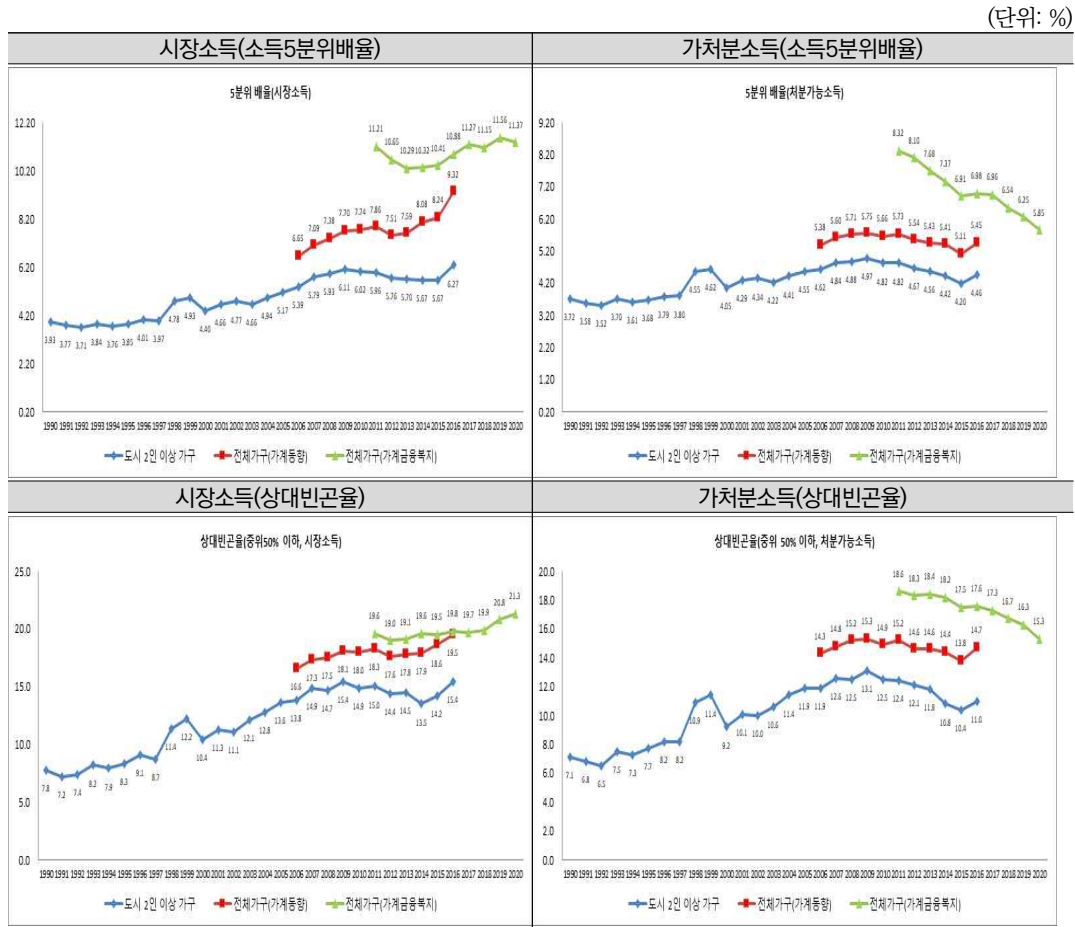 (단위: %)
시장소득(소득5분위배율)
가처분소득(소득5분위배율)
5분위 배율(시장소득)
12.20
10.20
8.20
6.20
4.20
2.20
0.20
11.21 10.65 10.29 10.32 10.41 10.88 11.27 11.15 11.56 11.37
6.65 7.09 7.38 7.70 7.74 7.86 7.51 7.59 8.08 8.24 9.32
3.93 3.77 3.71 3.84 3.76 3.85 4.01 3.97 4.78 4.93 4.40 4.66 4.77 4.66 4.94 5.17 5.39 5.79 5.93 6.11 6.02 5.96 5.76 5.70 5.67 5.67 6.27
1990 1991 1992 1993 1994 1995 1996 1997 1998 1999 2000 2001 2002 2003 2004 2005 2006 2007 2008 2009 2010 2011 2012 2013 2014 2015 2016 2017 2018 2019 2020
도시 2인 이상 가구 전체가구(가계동향) 전체가구(가계금융복지)
5분위 배율(처분가능소득)
9.20
8.20
7.20
6.20
5.20
4.20
3.20
2.20
1.20
0.20
8.32 8.10 7.68 7.37 6.91 6.98 6.96 6.54 6.25 5.85
5.38 5.60 5.71 5.75 5.66 5.73 5.54 5.43 5.41 5.11 5.45
3.72 3.58 3.52 3.70 3.61 3.68 3.79 3.80 4.55 4.62 4.05 4.29 4.34 4.22 4.41 4.55 4.62 4.84 4.88 4.97 4.82 4.82 4.67 4.56 4.42 4.20 4.46
1990 1991 1992 1993 1994 1995 1996 1997 1998 1999 2000 2001 2002 2003 2004 2005 2006 2007 2008 2009 2010 2011 2012 2013 2014 2015 2016 2017 2018 2019 2020
도시 2인 이상 가구 전체가구(가계동향) 전체가구(가계금융복지)
시장소득(상대빈곤율)
가처분소득(상대빈곤율)
상대빈곤율(중위50% 이하, 시장소득)
25.0
20.0
15.0
10.0
5.0
0.0
19.6 19.0 19.1 19.6 19.5 19.8 19.7 19.9 20.8 21.3
16.6 17.3 17.5 18.1 18.0 18.3 17.6 17.8 17.9 18.6 19.5
7.8 7.2 7.4 8.2 7.9 8.3 9.1 8.7 11.4 12.2 10.4 11.3 11.1 12.1 12.8 13.6 13.8 14.9 14.7 15.4 14.9 15.0 14.4 14.5 13.5 14.2 15.4
1990 1991 1992 1993 1994 1995 1996 1997 1998 1999 2000 2001 2002 2003 2004 2005 2006 2007 2008 2009 2010 2011 2012 2013 2014 2015 2016 2017 2018 2019 2020
도시 2인 이상 가구 전체가구(가계동향) 전체가구(가계금융복지)
상대빈곤율(중위 50% 이하, 처분가능소득)
20.0
18.0
16.0
14.0
12.0
10.0
8.0
6.0
4.0
2.0
0.0
18.6 18.3 18.4 18.2 17.5 17.6 17.3 16.7 16.3 15.3
14.3 14.8 15.2 15.3 14.9 15.2 14.6 14.6 14.4 13.8 14.7
7.1 6.8 6.5 7.5 7.3 7.7 8.2 8.2 10.9 11.4 9.2 10.1 10.0 10.6 11.4 11.9 11.9 12.6 12.5 13.1 12.5 12.4 12.1 11.8 10.8 10.4 11.0
1990 1991 1992 1993 1994 1995 1996 1997 1998 1999 2000 2001 2002 2003 2004 2005 2006 2007 2008 2009 2010 2011 2012 2013 2014 2015 2016 2017 2018 2019 2020
도시 2인 이상 가구 전체가구(가계동향) 전체가구(가계금융복지)